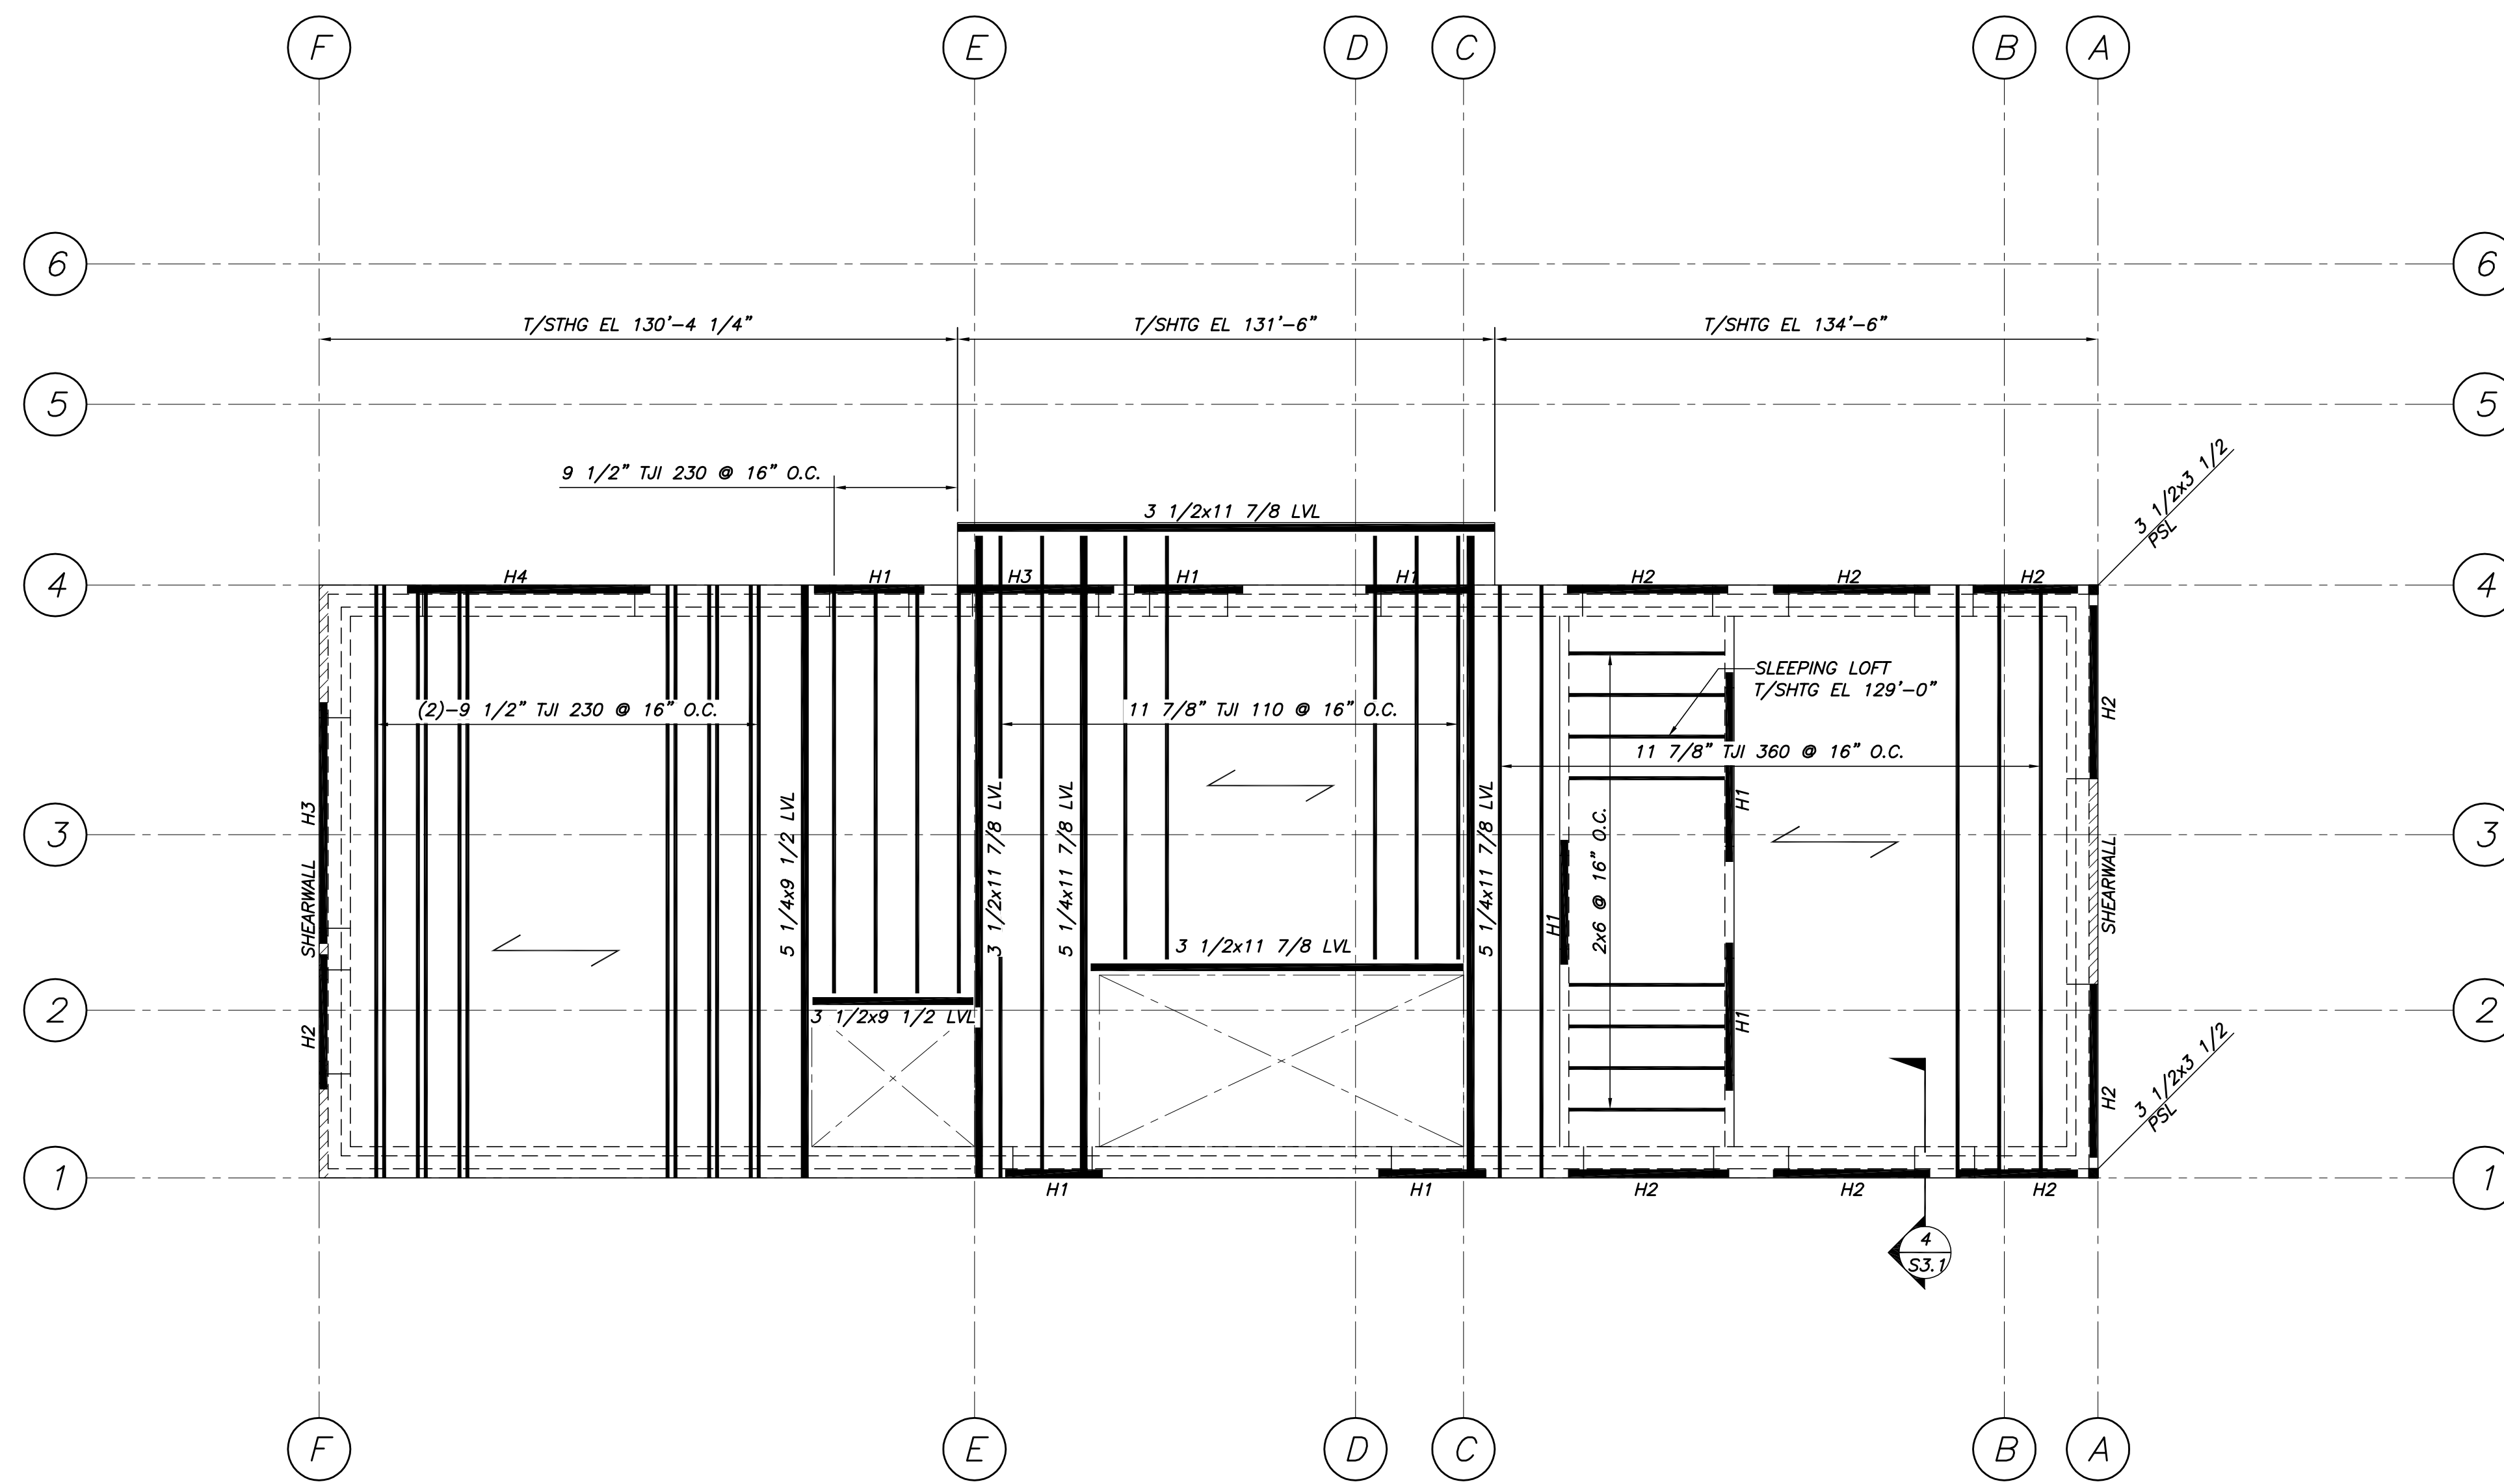 F E D C B A
6 6
T/STHG EL 130'-4 1/4" T/SHTG EL 131'-6" T/SHTG EL 134'-6"
5 5
9 1/2" TJI 230 @ 16" O.C.
3 1/2x3 1/2
PSL
3 1/2x11 7/8 LVL
4 4
H4 H1 H3 H1 H1 H2 H2 H2
SLEEPING LOFT
T/SHTG EL 129'-0"
H2
(2)-9 1/2" TJI 230 @ 16" O.C.
11 7/8" TJI 110 @ 16" O.C.
11 7/8" TJI 360 @ 16" O.C.
H3
H1
3 3
SHEARWALL
5 1/4x9 1/2 LVL
3 1/2x11 7/8 LVL
5 1/4x11 7/8 LVL
5 1/4x11 7/8 LVL
H1
2x6 @ 16" O.C.
SHEARWALL
3 1/2x11 7/8 LVL
2 2
3 1/2x9 1/2 LVL
H2
H1
H2
3 1/2x3 1/2
PSL
1 1
H1 H1 H2 H2 H2
4
S3.1
F E D C B A